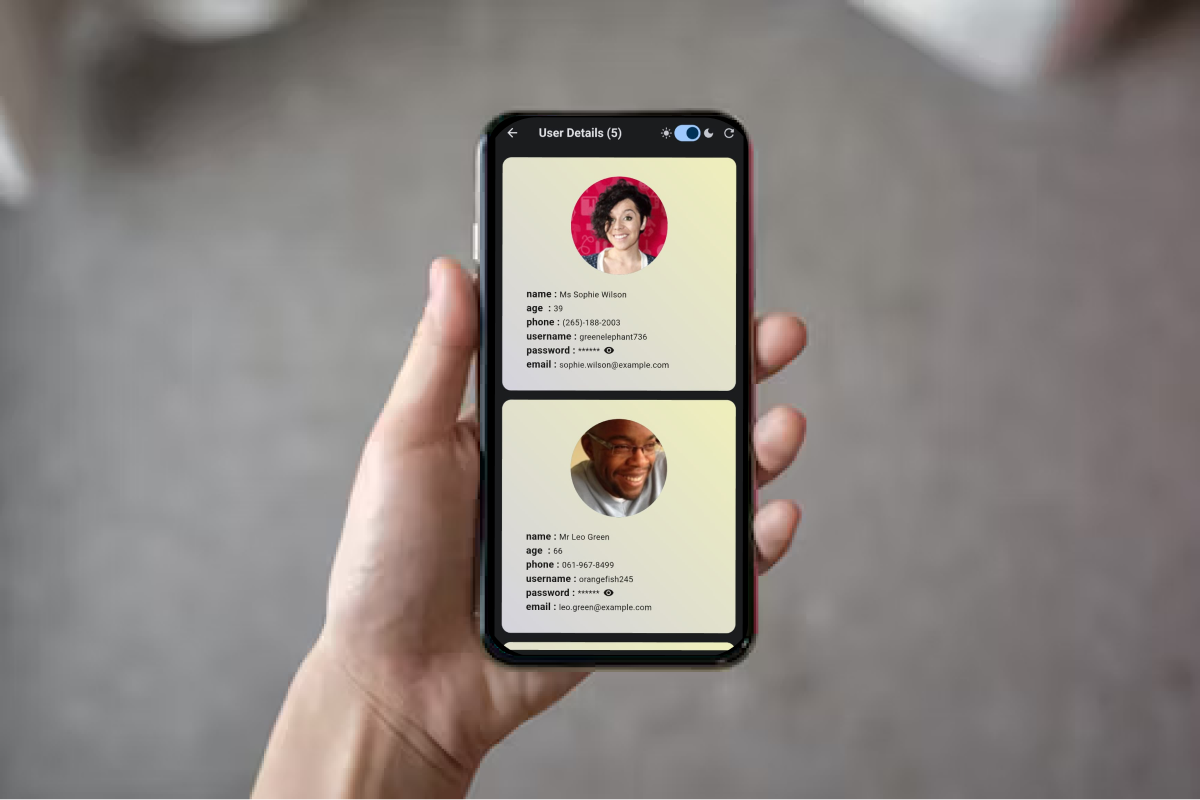 User Details (5)
name : Ms Sophie Wilson
age : 39
phone : (265)-188-2003
username : greenelephant736
password : ******
email : sophie.wilson@example.com
name : Mr Leo Green
age : 66
phone : 061-967-8499
username : orangefish245
password : ******
email : leo.green@example.com